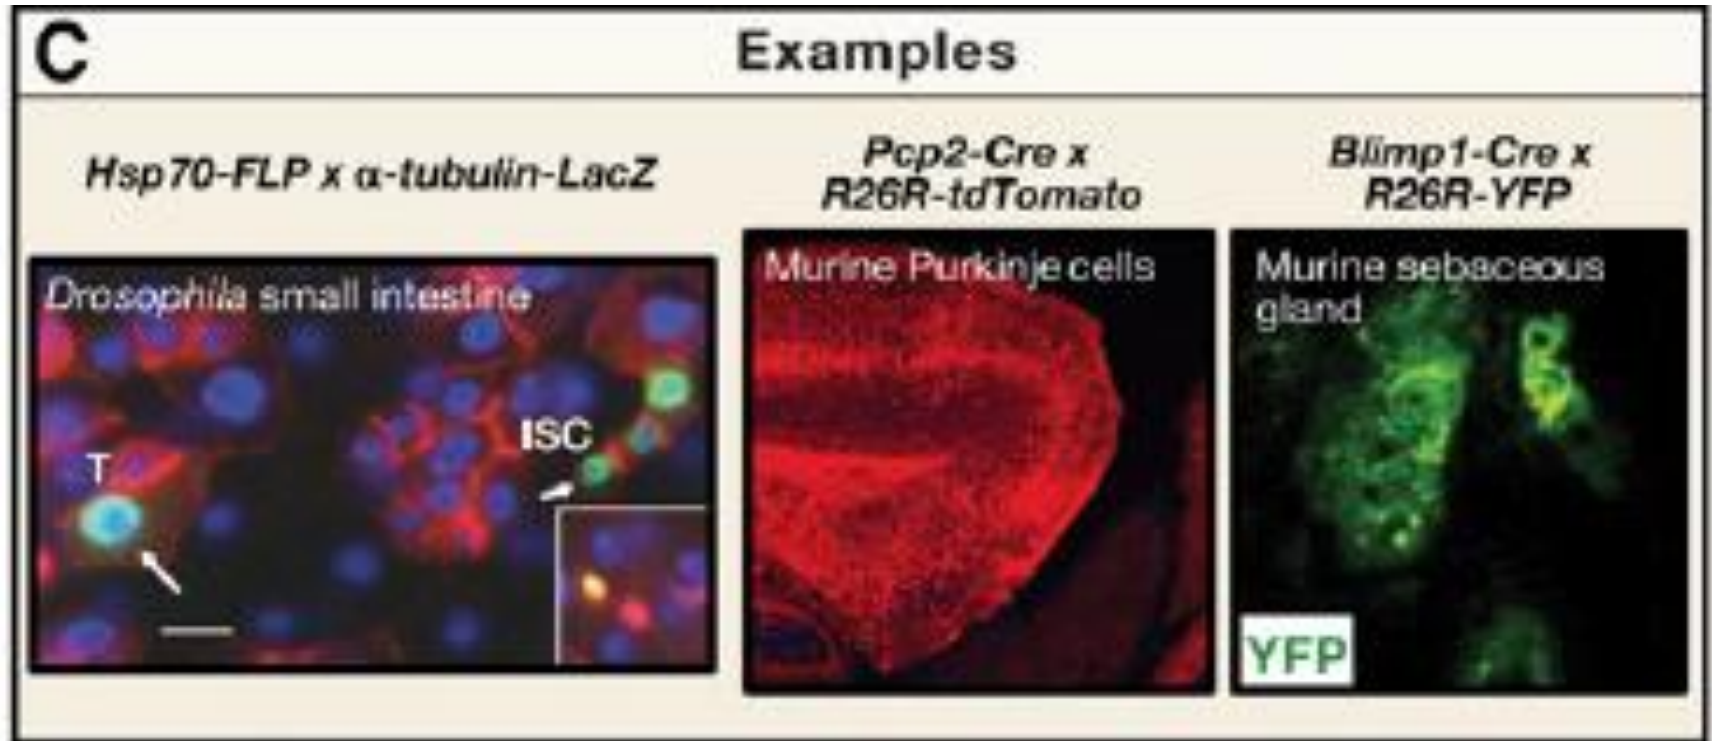 C
Examples
Hsp70-FLP x α-tubulin-LacZ
Pcp2-Cre x
R26R-tdTomato
Blimp1-Cre x
R26R-YFP
Drosophila small intestine
T
ISC
Murine Purkinje cells
Murine sebaceous
gland
YFP